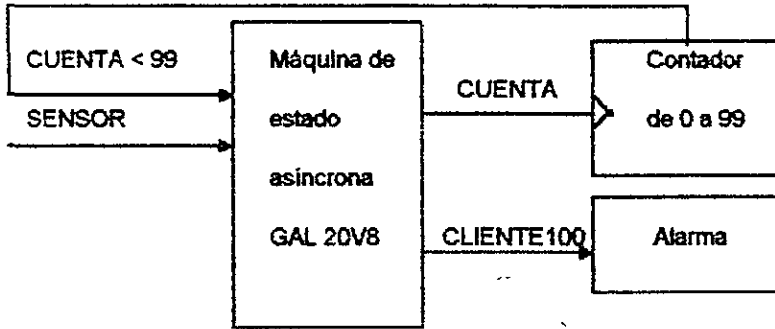 CUENTA < 99
SENSOR
Máquina de
estado
asíncrona
GAL 20V8
CUENTA
CLIENTE100
Contador
de 0 a 99
Alarma